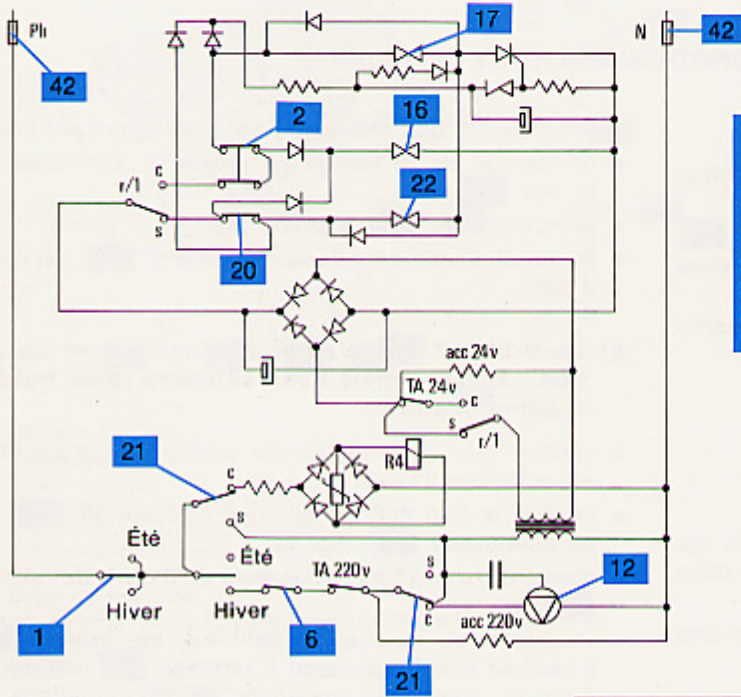 Ph
N
42
17
42
2
16
c
r/1
22
s
20
acc 24v
TA 24v
c
s
r/1
21
R4
c
s
Été
Été
TA 220v
s
12
Hiver
Hiver
c
acc 220v
1
6
21